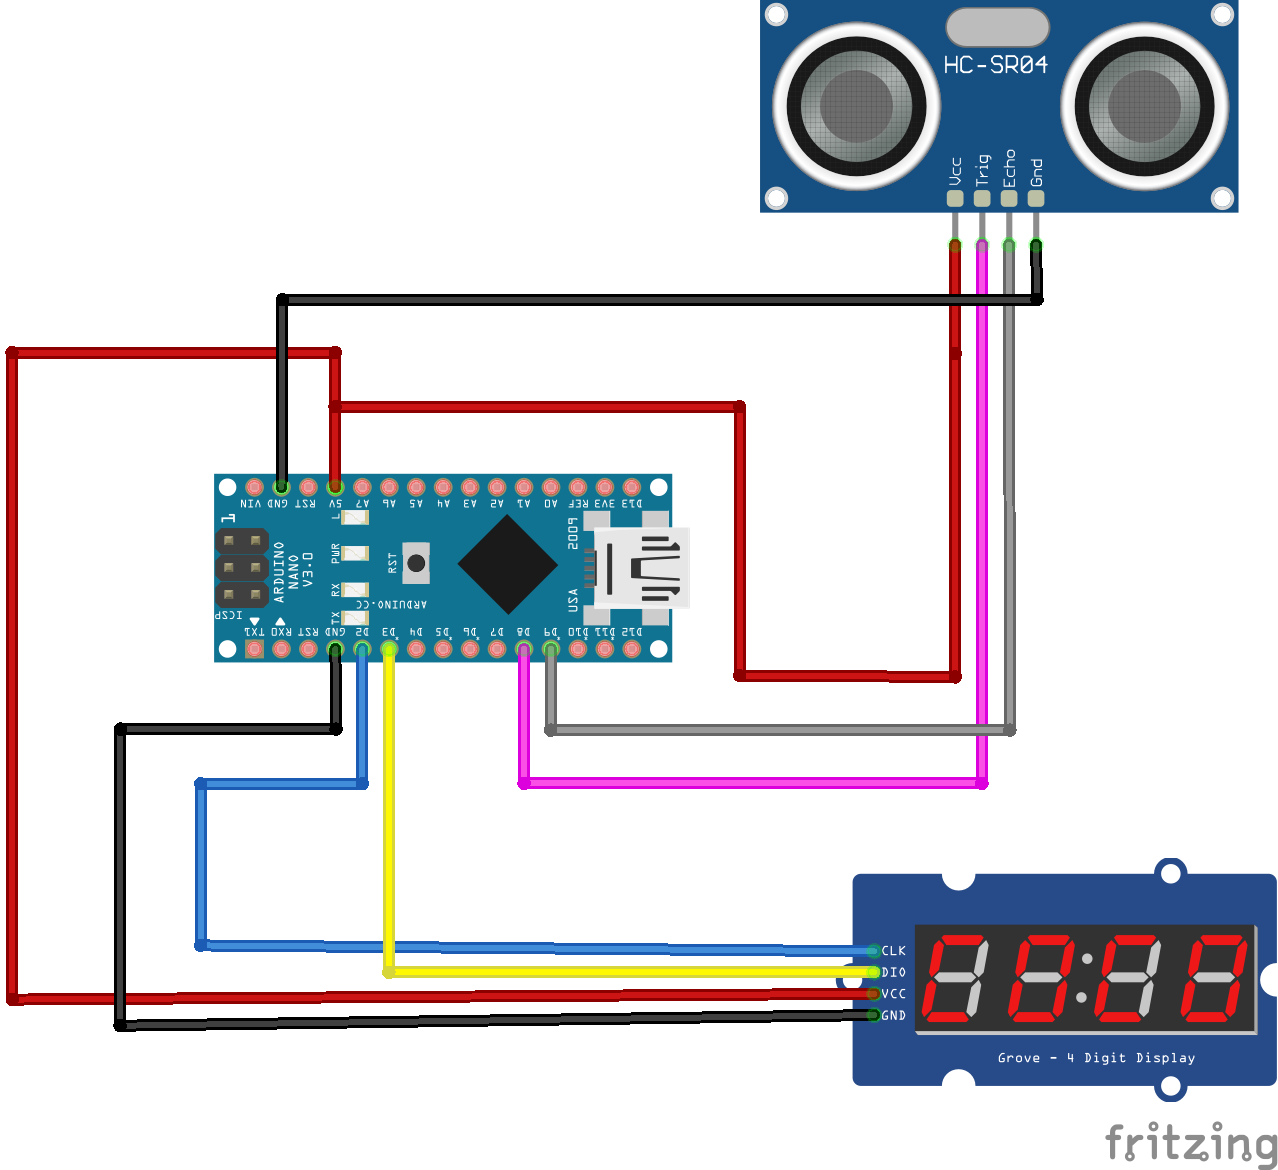 HC-SR04
Vcc
Trig
Echo
Gnd
VIN
GND
RST
5V
A7
A6
A5
A4
A3
A2
A1
A0
REF
3V3
D13
1
L
PWR
RX
TX
RST
ARDUINO
NANO
V3.0
ARDUINO.CC
ICSP
USA
TX1
RX0
RST
GND
D2
D3
D4
D5
D6
D7
D8
D9
D10
D11
D12
CLK
DIO
VCC
GND
Grove - 4 Digit Display
fritzing